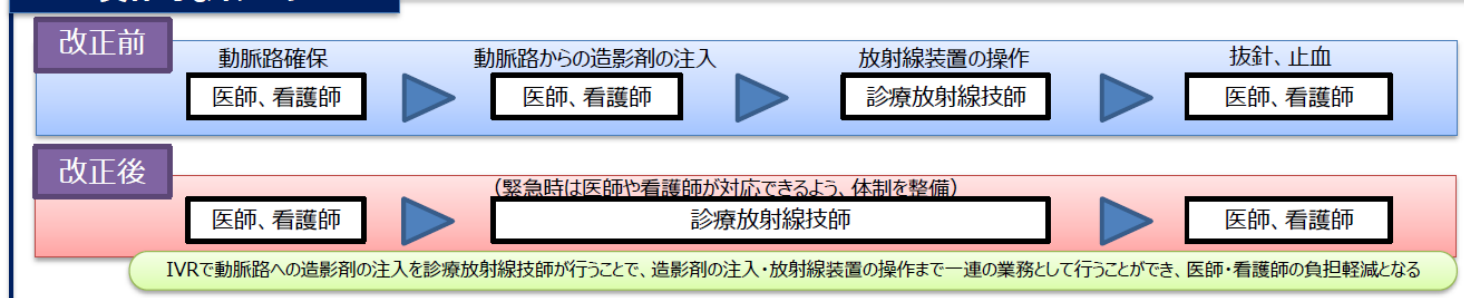 改正前
動脈路確保 動脈路からの造影剤の注入 放射線装置の操作 抜針、止血
医師、看護師 医師、看護師 診療放射線技師 医師、看護師
改正後
（緊急時は医師や看護師が対応できるよう、体制を整備）
医師、看護師 診療放射線技師 医師、看護師
IVRで動脈路への造影剤の注入を診療放射線技師が行うことで、造影剤の注入・放射線装置の操作まで一連の業務として行うことができ、医師・看護師の負担軽減となる